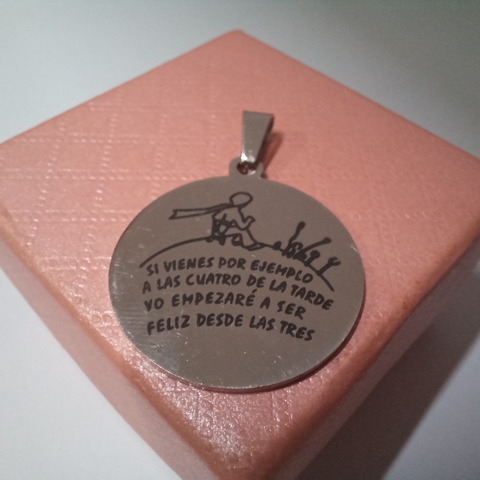 SI VIENES POR EJEMPLO
A LAS CUATRO DE LA TARDE
YO EMPEZARÉ A SER
FELIZ DESDE LAS TRES